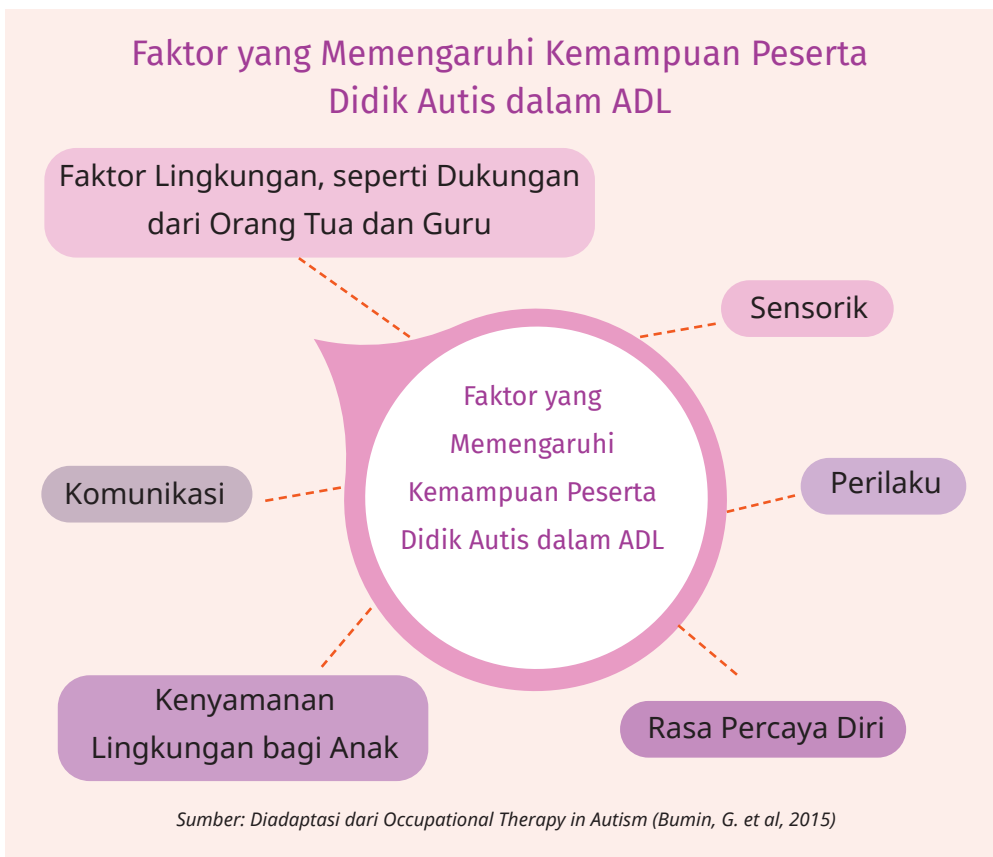 Faktor yang Memengaruhi Kemampuan Peserta
Didik Autis dalam ADL
Faktor Lingkungan, seperti Dukungan
dari Orang Tua dan Guru
Sensorik
Faktor yang
Memengaruhi
Kemampuan Peserta
Didik Autis dalam ADL
Komunikasi
Perilaku
Kenyamanan
Lingkungan bagi Anak
Rasa Percaya Diri
Sumber: Diadaptasi dari Occupational Therapy in Autism (Bumin, G. et al, 2015)